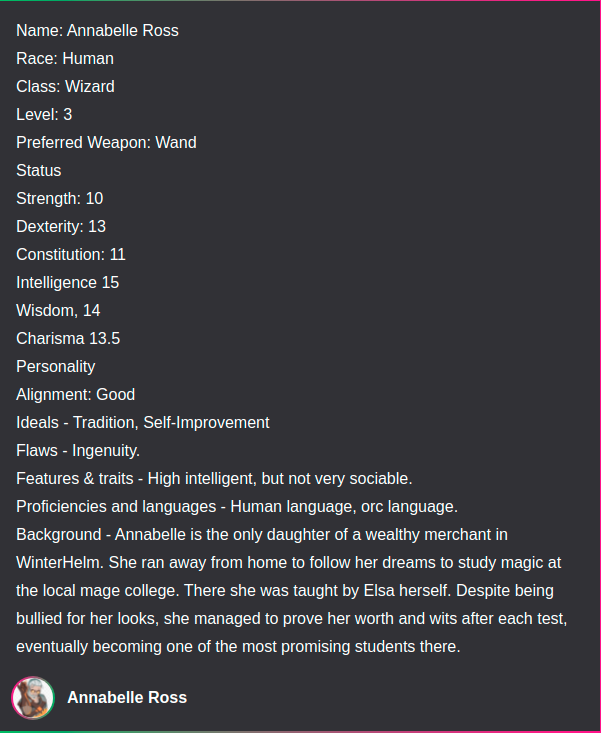 Name: Annabelle Ross
Race: Human
Class: Wizard
Level: 3
Preferred Weapon: Wand
Status
Strength: 10
Dexterity: 13
Constitution: 11
Intelligence 15
Wisdom, 14
Charisma 13.5
Personality
Alignment: Good
Ideals - Tradition, Self-Improvement
Flaws - Ingenuity.
Features & traits - High intelligent, but not very sociable.
Proficiencies and languages - Human language, orc language.
Background - Annabelle is the only daughter of a wealthy merchant in
WinterHelm. She ran away from home to follow her dreams to study magic at
the local mage college. There she was taught by Elsa herself. Despite being
bullied for her looks, she managed to prove her worth and wits after each test,
eventually becoming one of the most promising students there.
Annabelle Ross